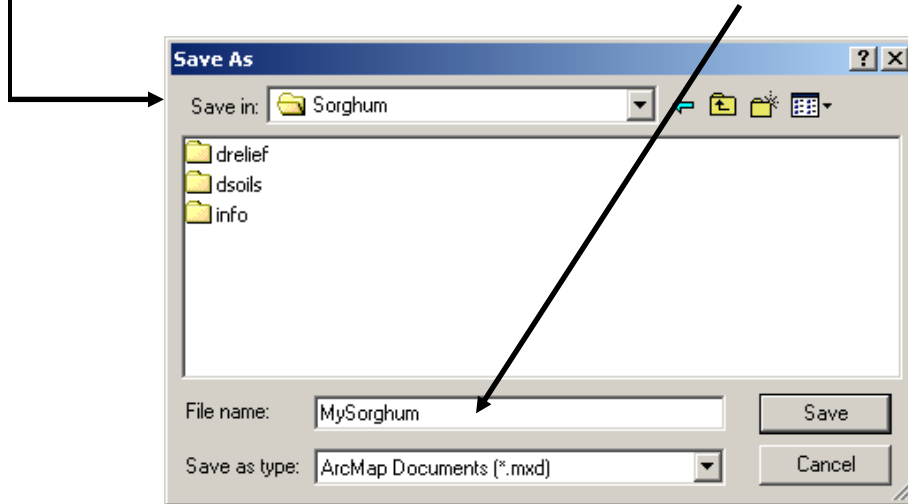 Save As
Save in: Sorghum
drelief
dsoils
info
File name: MySorghum Save
Save as type: ArcMap Documents (*.mxd) Cancel